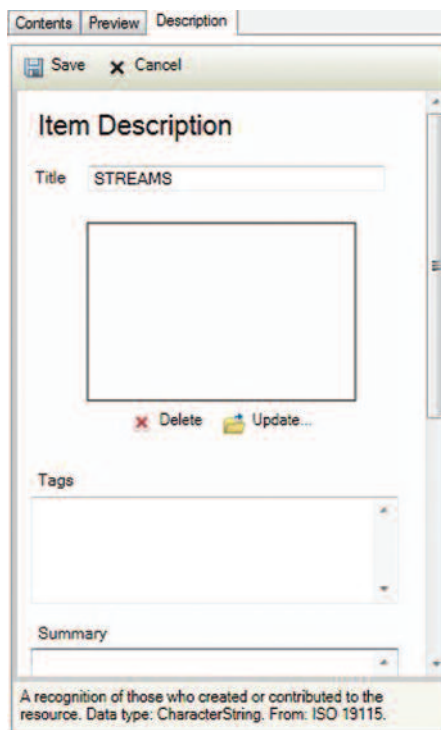 Contents Preview Description
Save Cancel
Item Description
Title STREAMS
Delete Update...
Tags
Summary
A recognition of those who created or contributed to the
resource. Data type: CharacterString. From: ISO 19115.